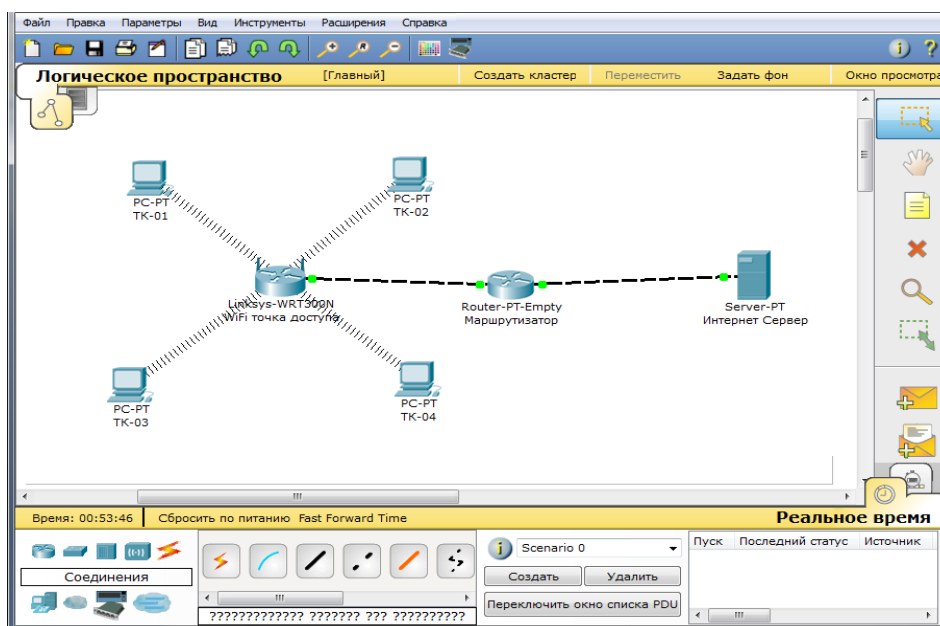 Файл Правка Параметры Вид Инструменты Расширения Справка
Логическое пространство [Главный] Создать кластер Переместить Задать фон Окно просмотра
PC-PT
TK-01
PC-PT
TK-02
Linksys-WRT300N
WiFi точка доступа
Router-PT-Empty
Маршрутизатор
Server-PT
Интернет Сервер
PC-PT
TK-03
PC-PT
TK-04
Время: 00:53:46 Сбросить по питанию Fast Forward Time Реальное время
Соединения
Scenario 0
Создать Удалить
Переключить окно списка PDU
Пуск Последний статус Источник
????????????? ??????? ??? ??????????